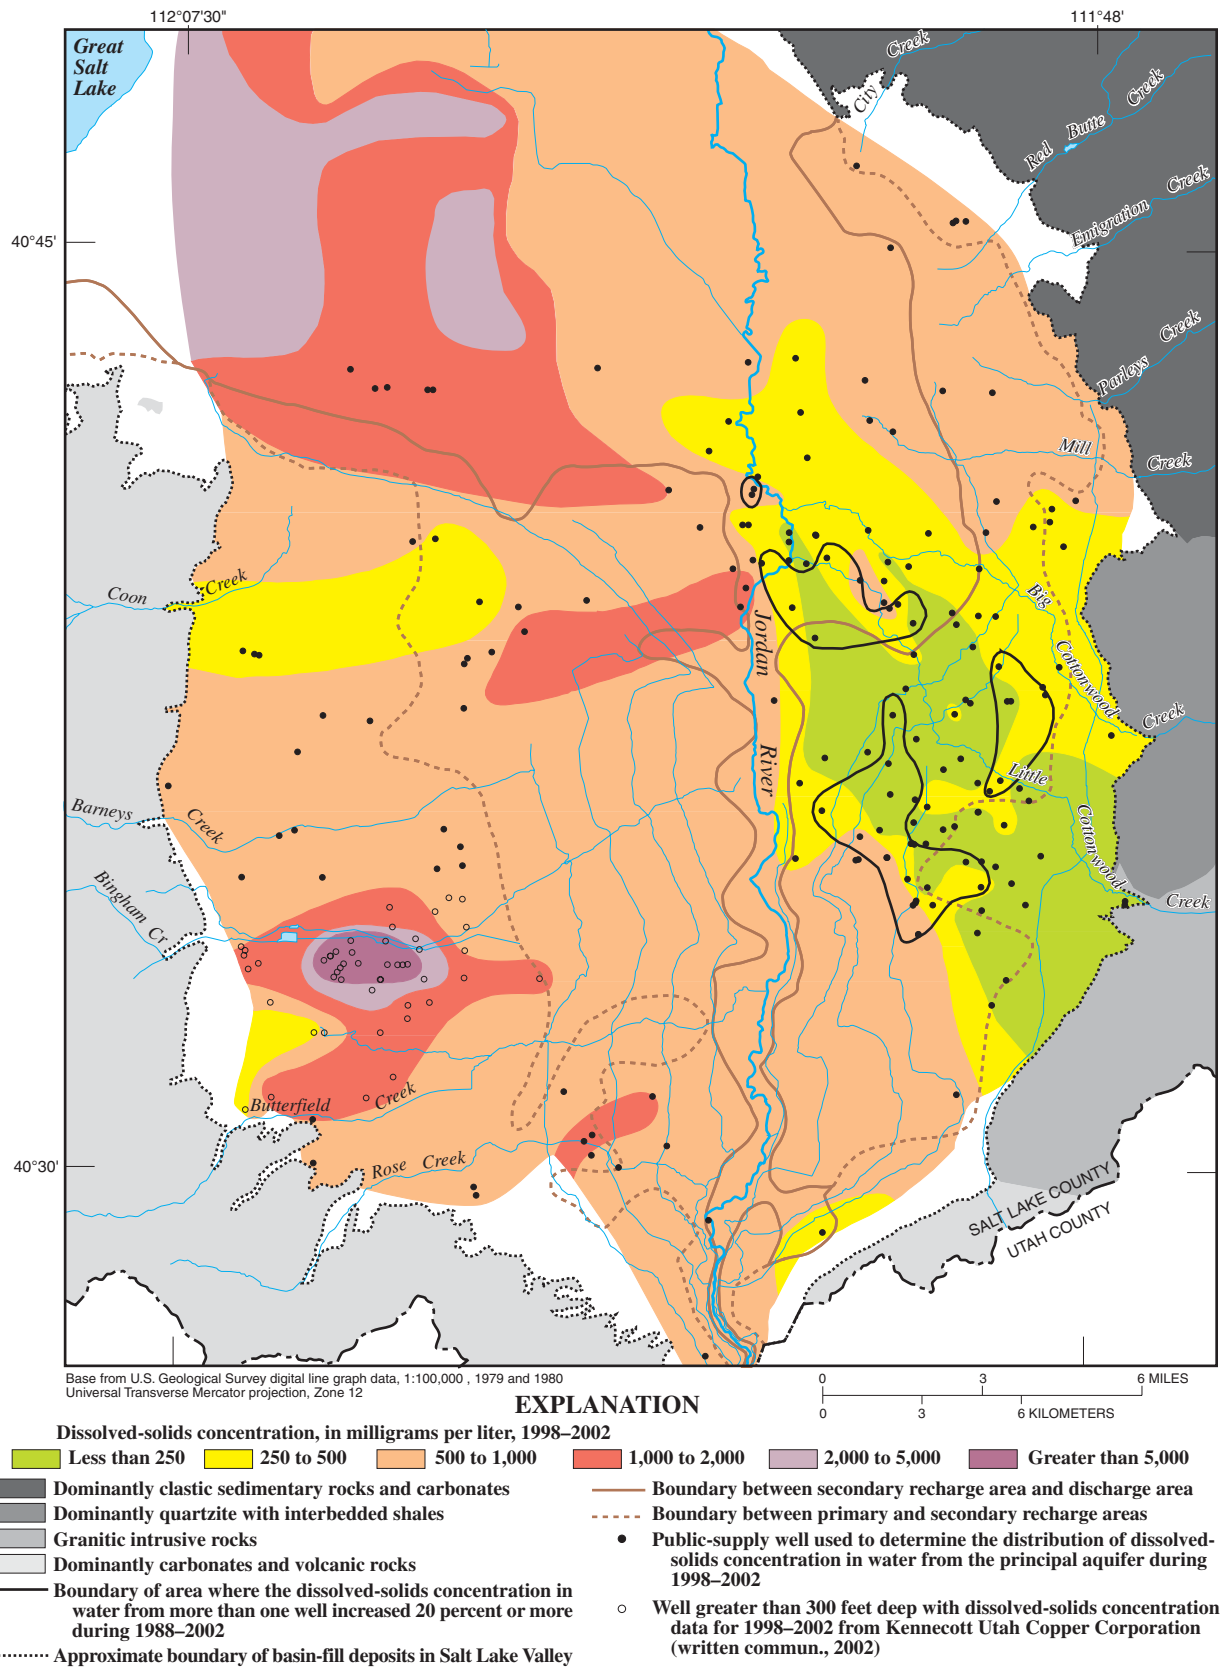 112°07'30"
111°48'
Great
Salt
Lake
City
Creek
Red
Butte
Creek
Emigration
Creek
40°45'
Parleys
Creek
Mill
Creek
Coon
Creek
Big
Cottonwood
Creek
Jordan
River
Little
Cottonwood
Creek
Barneys
Creek
Bingham Cr
Butterfield
Creek
40°30'
Rose Creek
SALT LAKE COUNTY
UTAH COUNTY
Base from U.S. Geological Survey digital line graph data, 1:100,000 , 1979 and 1980
Universal Transverse Mercator projection, Zone 12
0 3 6 MILES
0 3 6 KILOMETERS
EXPLANATION
Dissolved-solids concentration, in milligrams per liter, 1998–2002
Less than 250
250 to 500
500 to 1,000
1,000 to 2,000
2,000 to 5,000
Greater than 5,000
Dominantly clastic sedimentary rocks and carbonates
Dominantly quartzite with interbedded shales
Granitic intrusive rocks
Dominantly carbonates and volcanic rocks
Boundary of area where the dissolved-solids concentration in
water from more than one well increased 20 percent or more
during 1988–2002
Approximate boundary of basin-fill deposits in Salt Lake Valley
Boundary between secondary recharge area and discharge area
Boundary between primary and secondary recharge areas
Public-supply well used to determine the distribution of dissolved-
solids concentration in water from the principal aquifer during
1998–2002
Well greater than 300 feet deep with dissolved-solids concentration
data for 1998–2002 from Kennecott Utah Copper Corporation
(written commun., 2002)